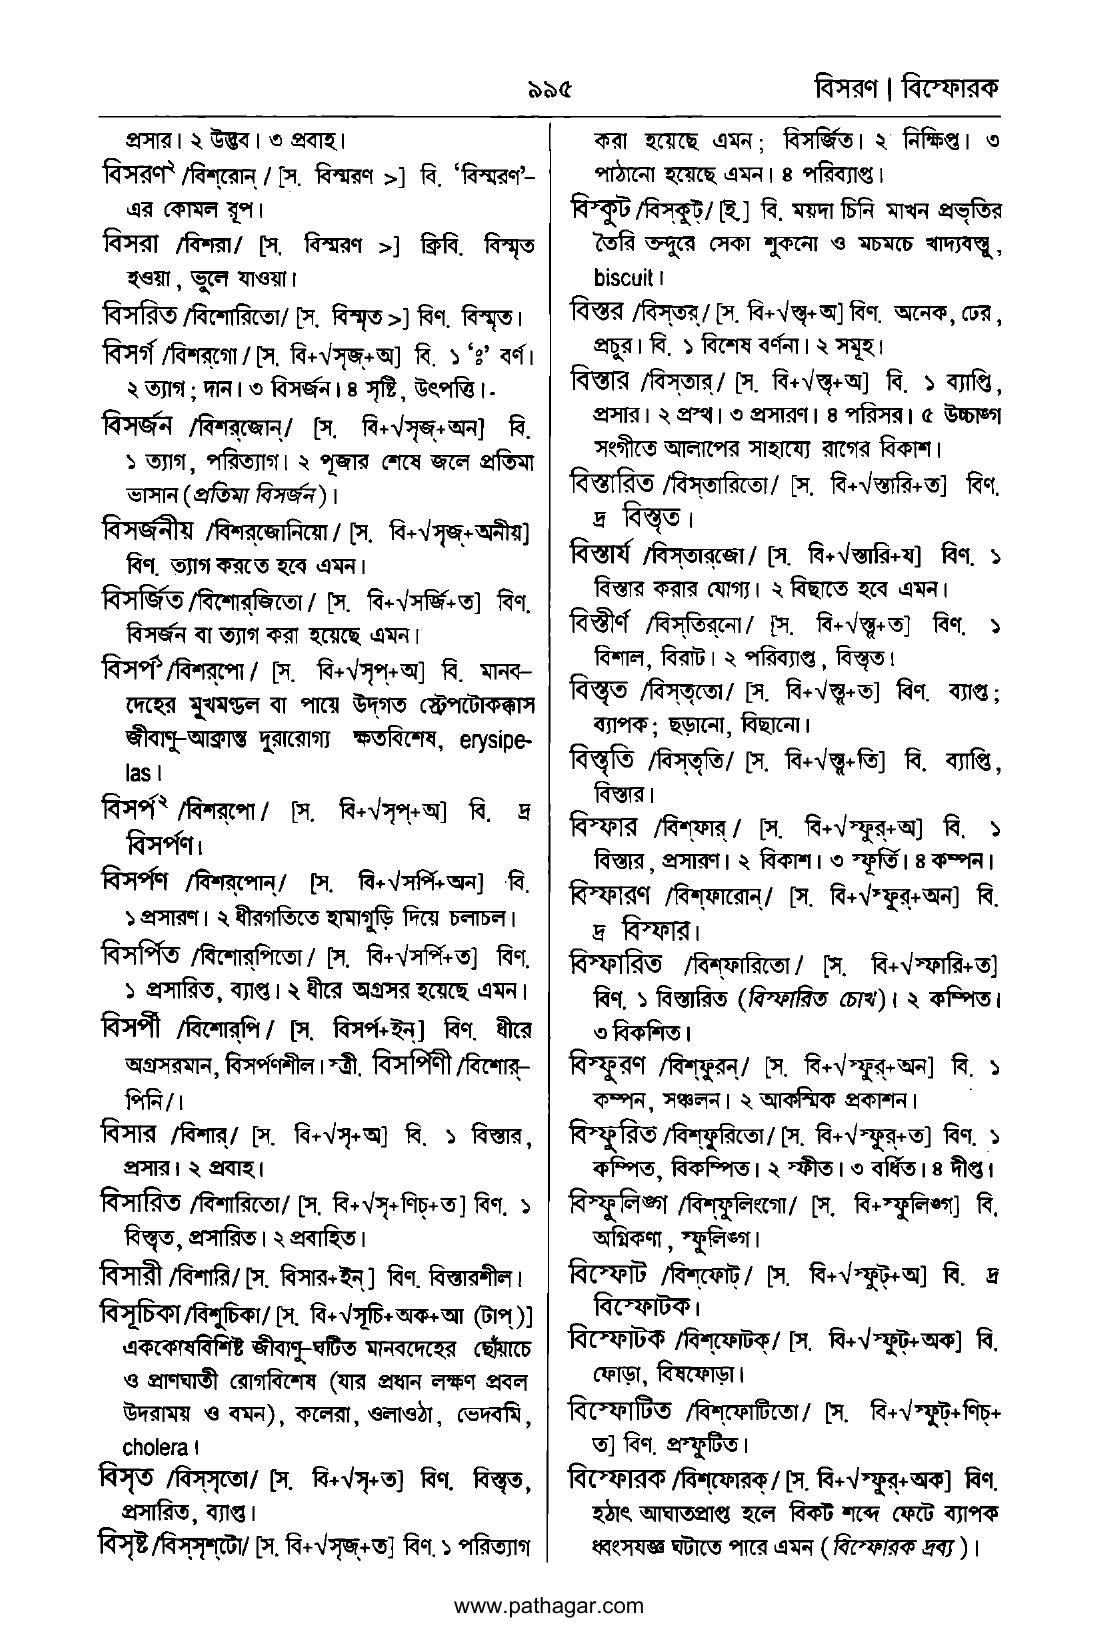 ৯৯৫
বিসরণ | বিস্ফোরক
প্রসার। ২ উদ্ভব। ৩ প্রবাহ।
বিসরণ২ /বিশ্‌রোন্‌/ [স. বিস্মরণ >] বি. ‘বিস্মরণ’–
এর কোমল রূপ।
বিসরা /বিশরা/ [স. বিস্মরণ >] ক্রিবি. বিস্মৃত
হওয়া, ভুলে যাওয়া।
বিসরিত /বিশোরিতো/ [স. বিস্মৃত >] বিণ. বিস্মৃত।
বিসর্গ /বিশর্‌গো/ [স. বি+√সৃজ্‌+অ] বি. ১ ‘ঃ’ বর্ণ।
২ ত্যাগ; দান। ৩ বিসর্জন। ৪ সৃষ্টি, উৎপত্তি।
বিসর্জন /বিশর্‌জোন্‌/ [স. বি+√সৃজ্‌+অন] বি.
১ ত্যাগ, পরিত্যাগ। ২ পূজার শেষে জলে প্রতিমা
ভাসান (প্রতিমা বিসর্জন)।
বিসর্জনীয় /বিশর্‌জোনিয়ো/ [স. বি+√সৃজ্‌+অনীয়]
বিণ. ত্যাগ করতে হবে এমন।
বিসর্জিত /বিশোর্‌জিতো/ [স. বি+√সর্জি+ত] বিণ.
বিসর্জন বা ত্যাগ করা হয়েছে এমন।
বিসর্প১ /বিশর্‌পো/ [স. বি+√সৃপ্‌+অ] বি. মানব–
দেহের মুখমণ্ডল বা পায়ে উদ্‌গত স্ট্রেপটোকক্কাস
জীবাণু–আক্রান্ত দুরারোগ্য ক্ষতবিশেষ, erysipe-
las।
বিসর্প২ /বিশর্‌পো/ [স. বি+√সৃপ্‌+অ] বি. দ্র
বিসর্পণ।
বিসর্পণ /বিশর্‌পোন্‌/ [স. বি+√সর্পি+অন] বি.
১ প্রসারণ। ২ ধীরগতিতে হামাগুড়ি দিয়ে চলাচল।
বিসর্পিত /বিশোর্‌পিতো/ [স. বি+√সর্পি+ত] বিণ.
১ প্রসারিত, ব্যাপ্ত। ২ ধীরে অগ্রসর হয়েছে এমন।
বিসর্পী /বিশোর্‌পি/ [স. বিসর্প+ইন্‌] বিণ. ধীরে
অগ্রসরমান, বিসর্পণশীল। স্ত্রী. বিসর্পিণী /বিশোর্‌–
পিনি/।
বিসার /বিশার্‌/ [স. বি+√সৃ+অ] বি. ১ বিস্তার,
প্রসার। ২ প্রবাহ।
বিসারিত /বিশারিতো/ [স. বি+√সৃ+ণিচ্‌+ত] বিণ. ১
বিস্তৃত, প্রসারিত। ২ প্রবাহিত।
বিসারী /বিশারি/ [স. বিসার+ইন্‌] বিণ. বিস্তারশীল।
বিসূচিকা /বিশুচিকা/ [স. বি+√সূচি+অক+আ (টাপ্‌)]
এককোষবিশিষ্ট জীবাণু–ঘটিত মানবদেহের ছোঁয়াচে
ও প্রাণঘাতী রোগবিশেষ (যার প্রধান লক্ষণ প্রবল
উদরাময় ও বমন), কলেরা, ওলাওঠা, ভেদবমি,
cholera।
বিসৃত /বিস্‌সৃতো/ [স. বি+√সৃ+ত] বিণ. বিস্তৃত,
প্রসারিত, ব্যাপ্ত।
বিসৃষ্ট /বিস্‌সৃশ্‌টো/ [স. বি+√সৃজ্‌+ত] বিণ. ১ পরিত্যাগ
করা হয়েছে এমন; বিসর্জিত। ২ নিক্ষিপ্ত। ৩
পাঠানো হয়েছে এমন। ৪ পরিব্যাপ্ত।
বিস্কুট /বিস্‌কুট্‌/ [ই.] বি. ময়দা চিনি মাখন প্রভৃতির
তৈরি তন্দুরে সেকা শুকনো ও মচমচে খাদ্যবস্তু,
biscuit।
বিস্তর /বিস্‌তর্‌/ [স. বি+√স্তৃ+অ] বিণ. অনেক, ঢের,
প্রচুর। বি. ১ বিশেষ বর্ণনা। ২ সমূহ।
বিস্তার /বিস্‌তার্‌/ [স. বি+√স্তৃ+অ] বি. ১ ব্যাপ্তি,
প্রসার। ২ প্রস্থ। ৩ প্রসারণ। ৪ পরিসর। ৫ উচ্চাঙ্গ
সংগীতে আলাপের সাহায্যে রাগের বিকাশ।
বিস্তারিত /বিস্‌তারিতো/ [স. বি+√স্তারি+ত] বিণ.
দ্র বিস্তৃত।
বিস্তার্য /বিস্‌তার্‌জো/ [স. বি+√স্তারি+য] বিণ. ১
বিস্তার করার যোগ্য। ২ বিছাতে হবে এমন।
বিস্তীর্ণ /বিস্‌তির্‌নো/ [স. বি+√স্তৄ+ত] বিণ. ১
বিশাল, বিরাট। ২ পরিব্যাপ্ত, বিস্তৃত।
বিস্তৃত /বিস্‌তৃতো/ [স. বি+√স্তৃ+ত] বিণ. ব্যাপ্ত;
ব্যাপক; ছড়ানো, বিছানো।
বিস্তৃতি /বিস্‌তৃতি/ [স. বি+√স্তৃ+তি] বি. ব্যাপ্তি,
বিস্তার।
বিস্ফার /বিশ্‌ফার্‌/ [স. বি+√স্ফুর্‌+অ] বি. ১
বিস্তার, প্রসারণ। ২ বিকাশ। ৩ স্ফূর্তি। ৪ কম্পন।
বিস্ফারণ /বিশ্‌ফারোন্‌/ [স. বি+√স্ফুর্‌+অন] বি.
দ্র বিস্ফার।
বিস্ফারিত /বিশ্‌ফারিতো/ [স. বি+√স্ফারি+ত]
বিণ. ১ বিস্তারিত (বিস্ফারিত চোখ)। ২ কম্পিত।
৩ বিকশিত।
বিস্ফুরণ /বিশ্‌ফুরন্‌/ [স. বি+√স্ফুর্‌+অন] বি. ১
কম্পন, সঞ্চলন। ২ আকস্মিক প্রকাশন।
বিস্ফুরিত /বিশ্‌ফুরিতো/ [স. বি+√স্ফুর্‌+ত] বিণ. ১
কম্পিত, বিকম্পিত। ২ স্ফীত। ৩ বর্ধিত। ৪ দীপ্ত।
বিস্ফুলিঙ্গ /বিশ্‌ফুলিংগো/ [স. বি+স্ফুলিঙ্গ] বি.
অগ্নিকণা, স্ফুলিঙ্গ।
বিস্ফোট /বিশ্‌ফোট্‌/ [স. বি+√স্ফুট্‌+অ] বি. দ্র
বিস্ফোটক।
বিস্ফোটক /বিশ্‌ফোটক্‌/ [স. বি+√স্ফুট্‌+অক] বি.
ফোড়া, বিষফোড়া।
বিস্ফোটিত /বিশ্‌ফোটিতো/ [স. বি+√স্ফুট্‌+ণিচ্‌+
ত] বিণ. প্রস্ফুটিত।
বিস্ফোরক /বিশ্‌ফোরক্‌/ [স. বি+√স্ফুর্‌+অক] বিণ.
হঠাৎ আঘাতপ্রাপ্ত হলে বিকট শব্দে ফেটে ব্যাপক
ধ্বংসযজ্ঞ ঘটাতে পারে এমন (বিস্ফোরক দ্রব্য)।
www.pathagar.com